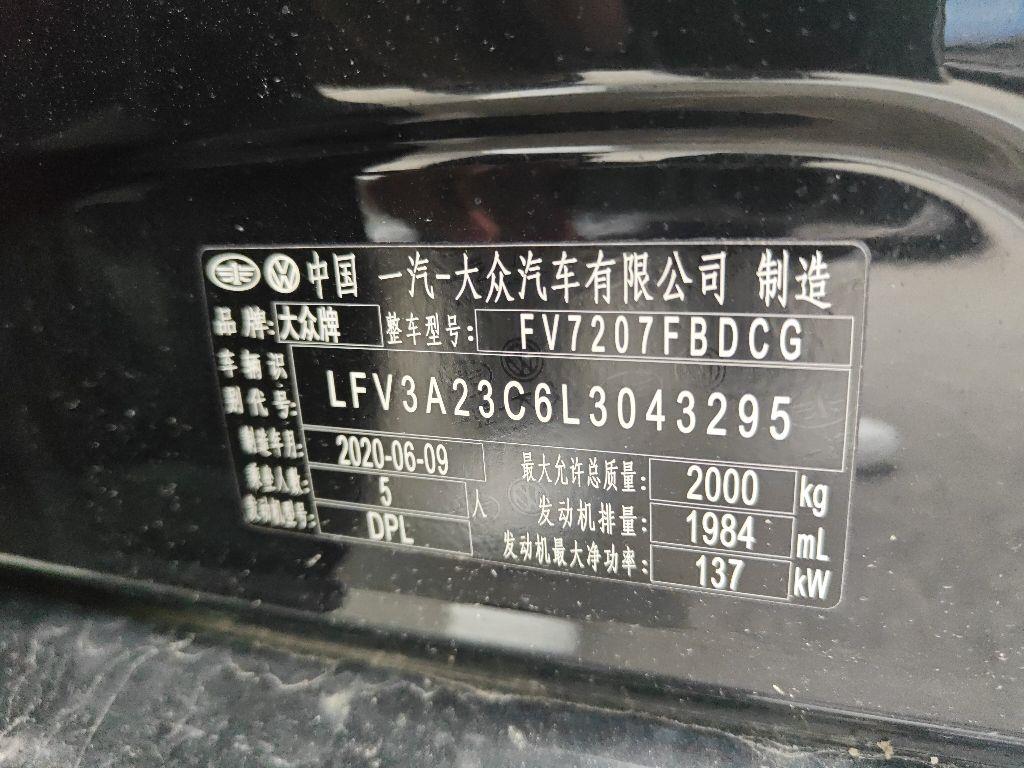 中国 一汽-大众汽车有限公司 制造
品牌: 大众牌 整车型号: FV7207FBDCG
车辆识别代号: LFV3A23C6L3043295
制造年月: 2020-06-09 最大允许总质量: 2000 kg
乘坐人数: 5 人 发动机排量: 1984 mL
发动机型号: DPL 发动机最大净功率: 137 kW